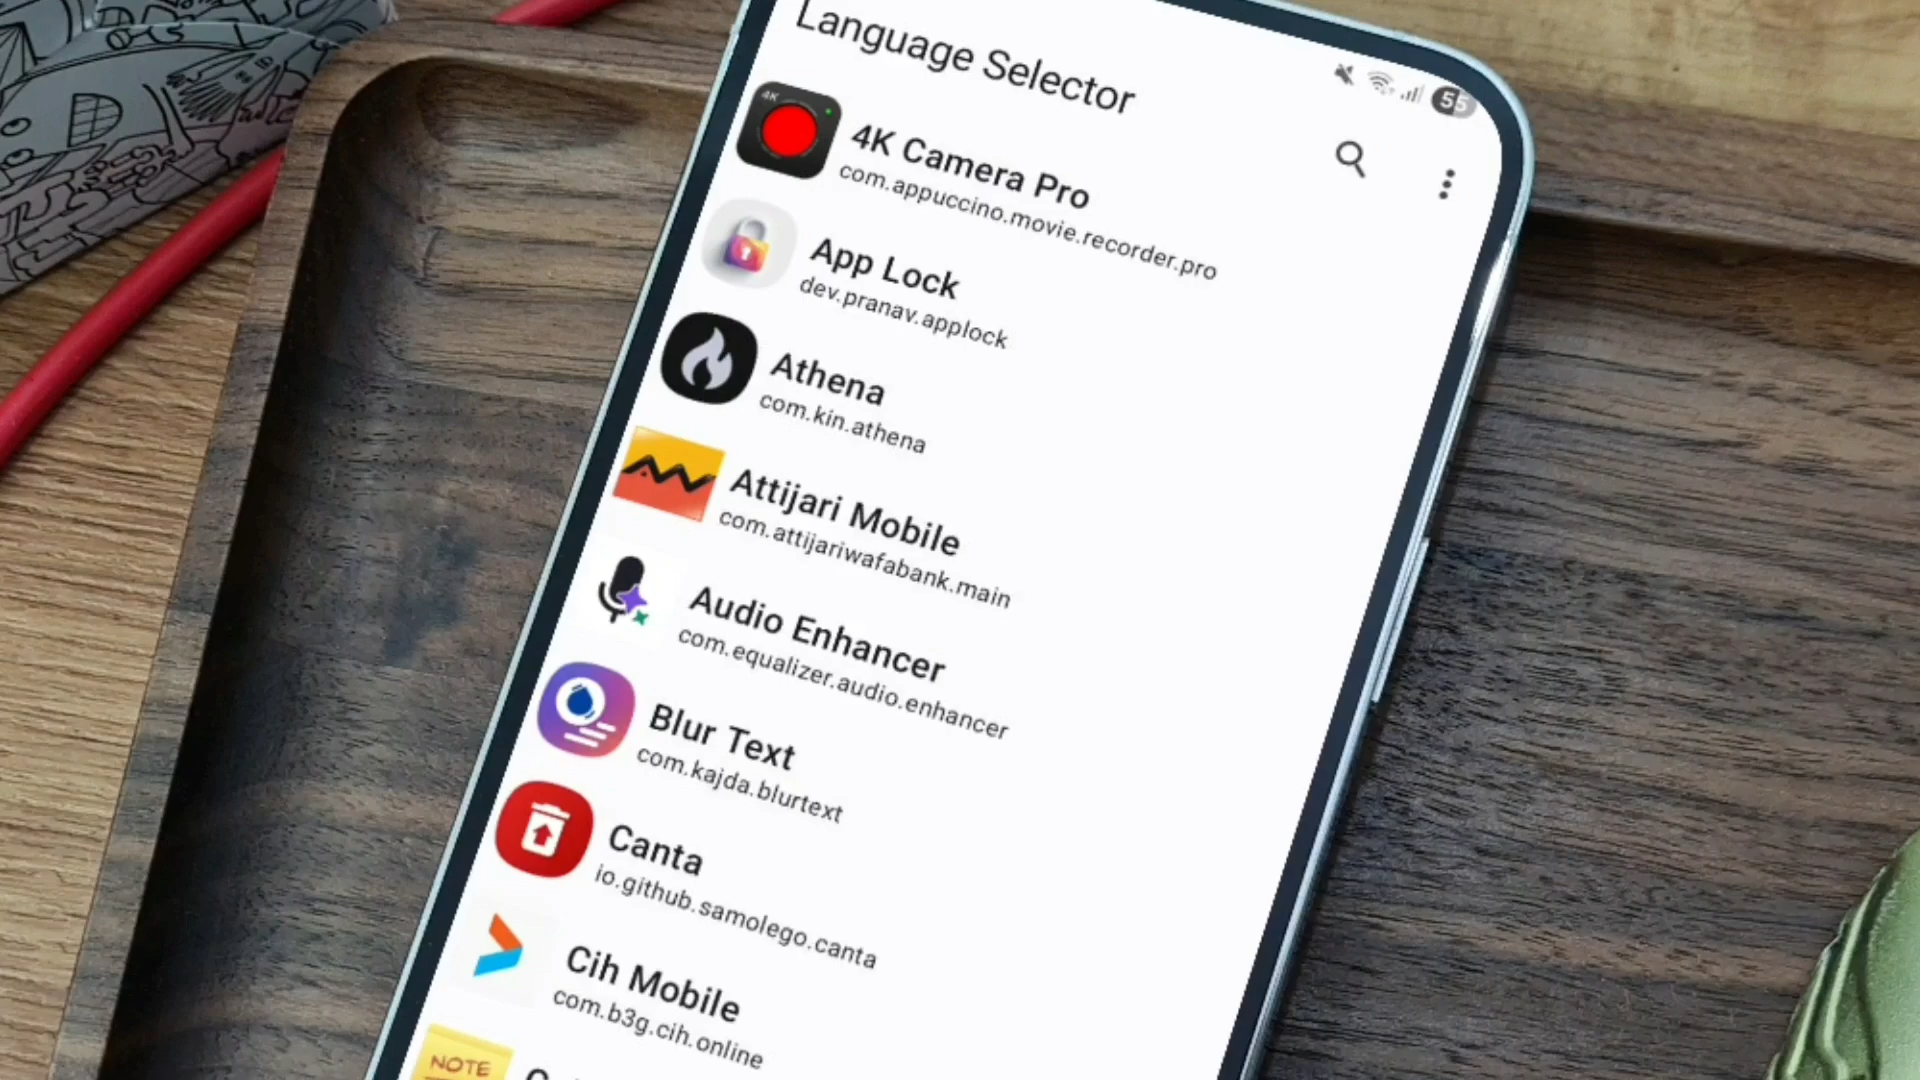 Language Selector
55
4K
4K Camera Pro
com.appuccino.movie.recorder.pro
App Lock
dev.pranav.applock
Athena
com.kin.athena
Attijari Mobile
com.attijariwafabank.main
Audio Enhancer
com.equalizer.audio.enhancer
Blur Text
com.kajda.blurtext
Canta
io.github.samolego.canta
Cih Mobile
com.b3g.cih.online
NOTE